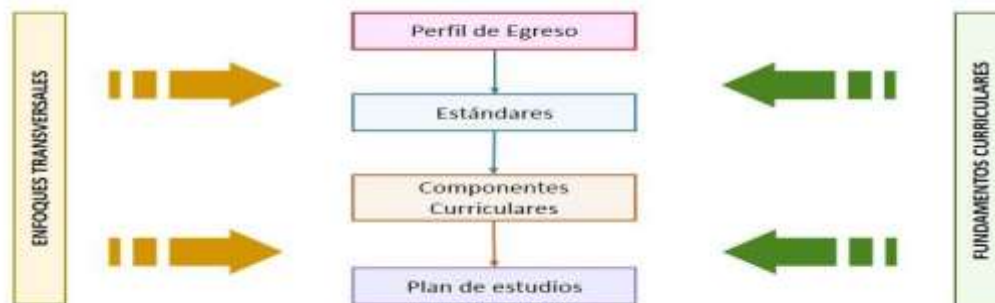 ENFOQUES TRANSVERSALES
Perfil de Egreso
Estándares
Componentes
Curriculares
Plan de estudios
FUNDAMENTOS CURRICULARES